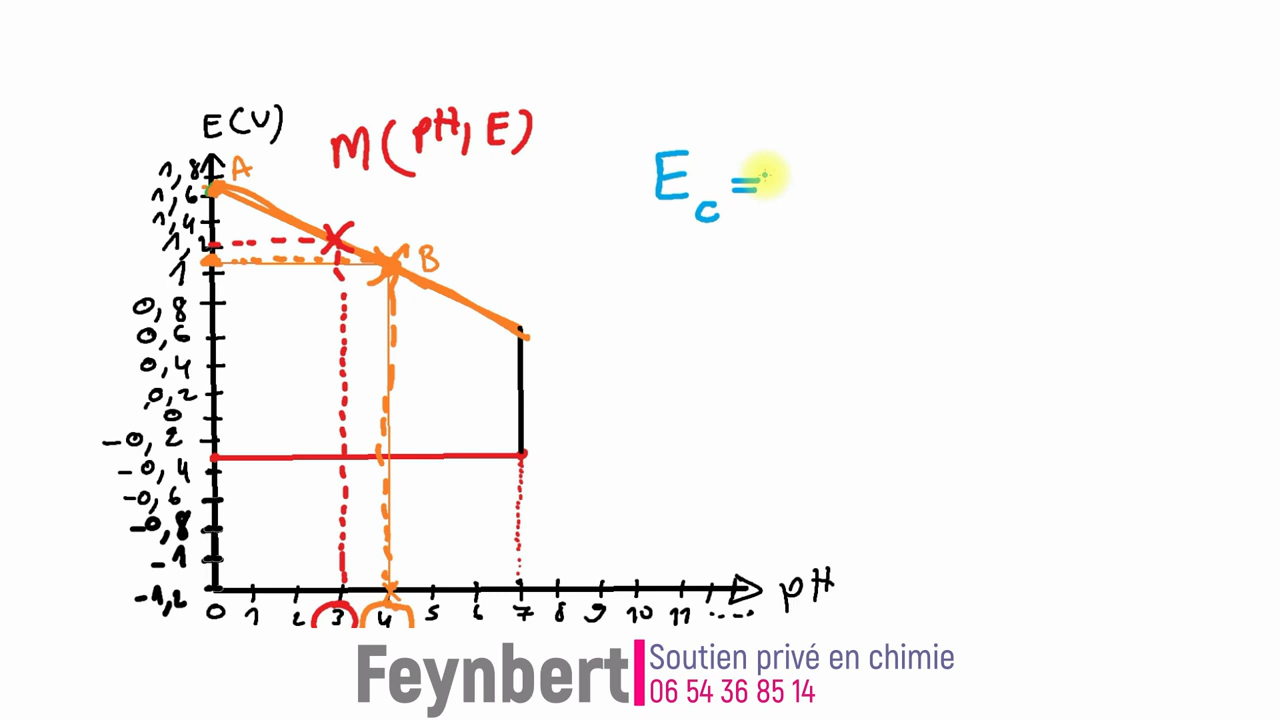 E(V)
M(pH, E)
E_c =
A
B
1,8
1,6
1,4
1,2
1
0,8
0,6
0,4
0,2
0
-0,2
-0,4
-0,6
-0,8
-1
-1,2
0 1 2 3 4 5 6 7 8 9 10 11 .... pH
Feynbert
Soutien privé en chimie
06 54 36 85 14